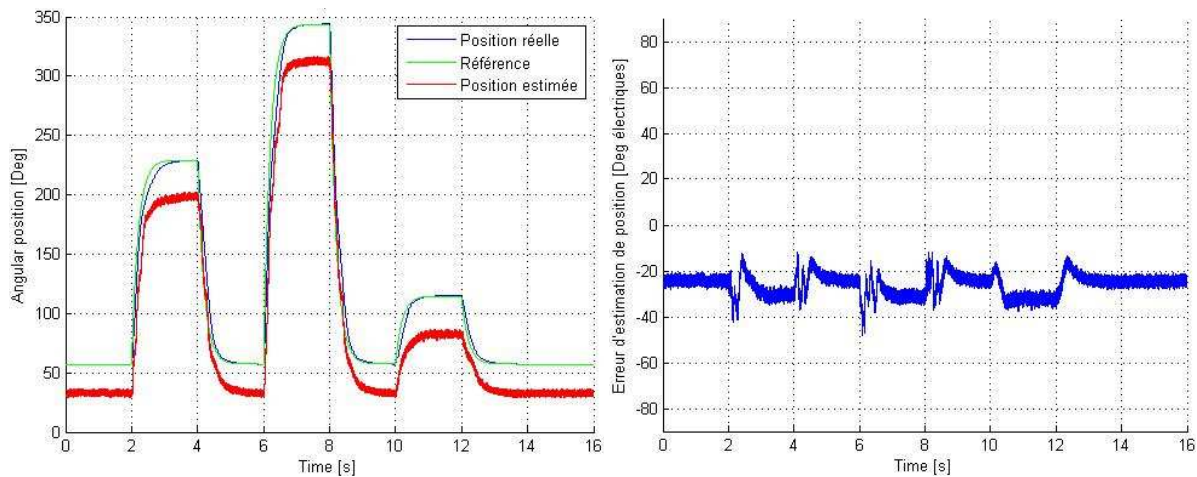 350
300
250
200
150
100
50
0
Angular position [Deg]
Position réelle
Référence
Position estimée
0 2 4 6 8 10 12 14 16
Time [s]
80
60
40
20
0
-20
-40
-60
-80
Erreur d'estimation de position [Deg électriques]
0 2 4 6 8 10 12 14 16
Time [s]